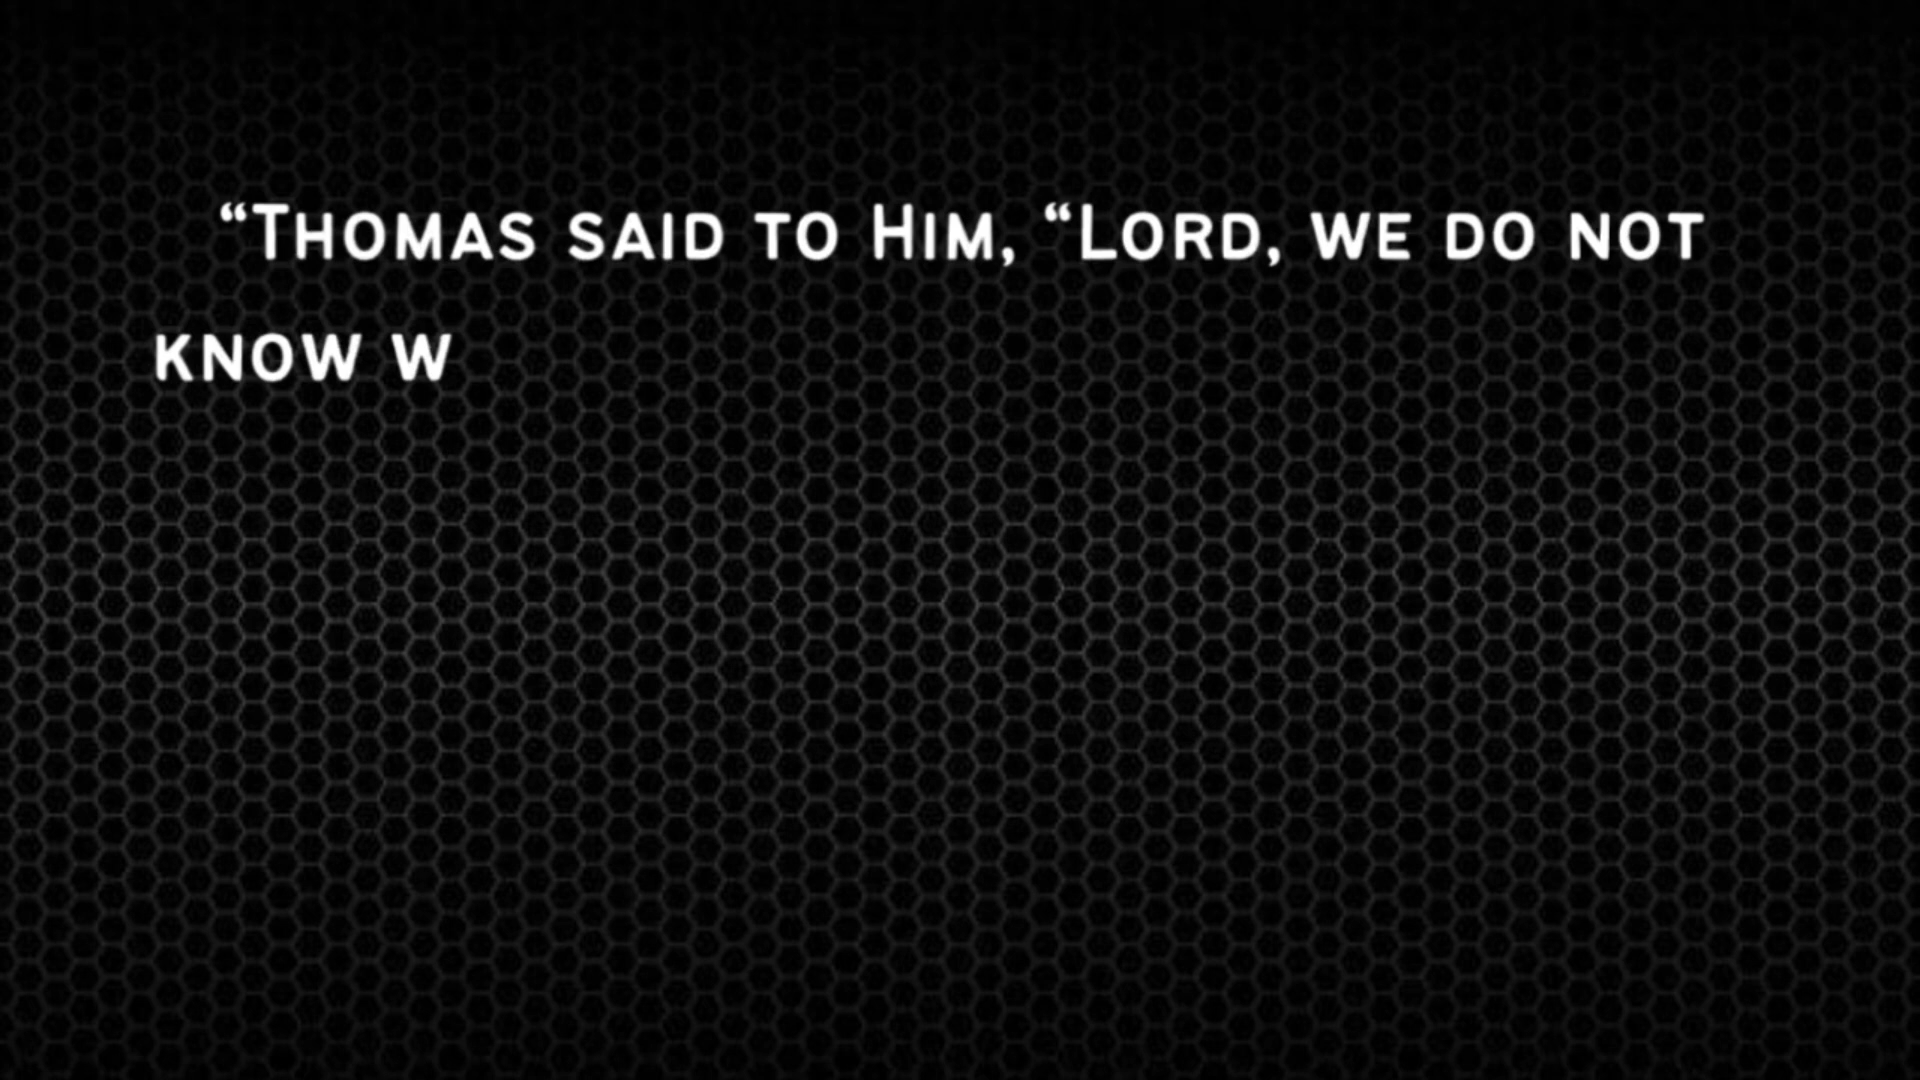 “Thomas said to Him, “Lord, we do not
know w